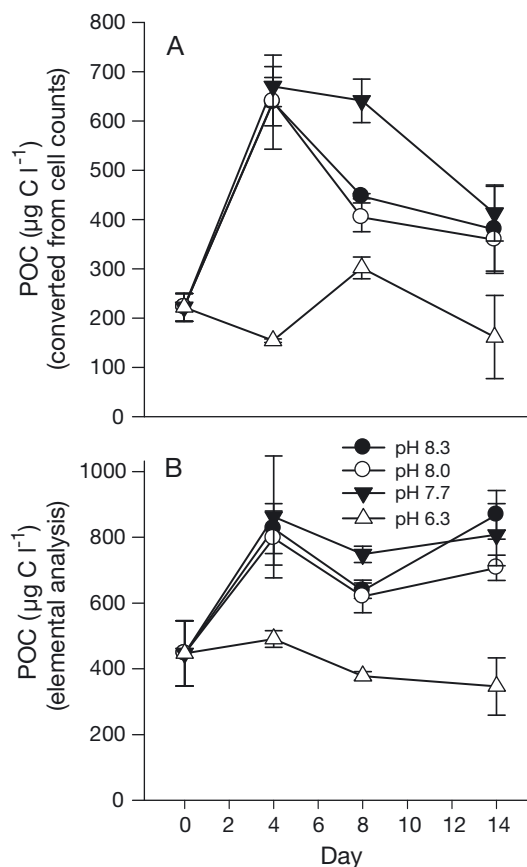 A
800
700
600
500
400
300
200
100
0
POC (µg C l⁻¹)
(converted from cell counts)
B
pH 8.3
pH 8.0
pH 7.7
pH 6.3
1000
800
600
400
200
0
POC (µg C l⁻¹)
(elemental analysis)
0 2 4 6 8 10 12 14
Day